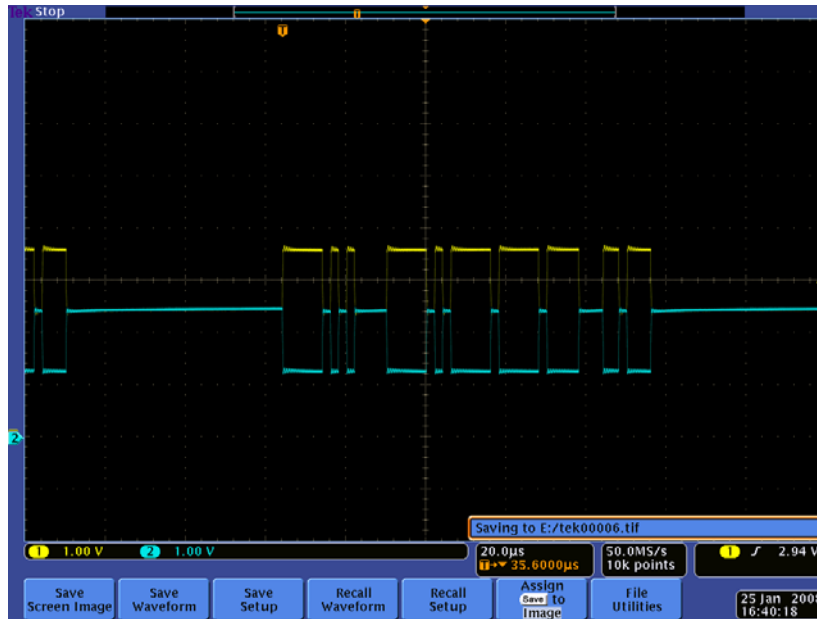 Tek Stop
T
T
2
1 1.00 V 2 1.00 V
Saving to E:/tek00006.tif
20.0µs
T→▼ 35.6000µs
50.0MS/s
10k points
1 ∫ 2.94 V
Save
Screen Image
Save
Waveform
Save
Setup
Recall
Waveform
Recall
Setup
Assign
Save to
Image
File
Utilities
25 Jan 2008
16:40:18